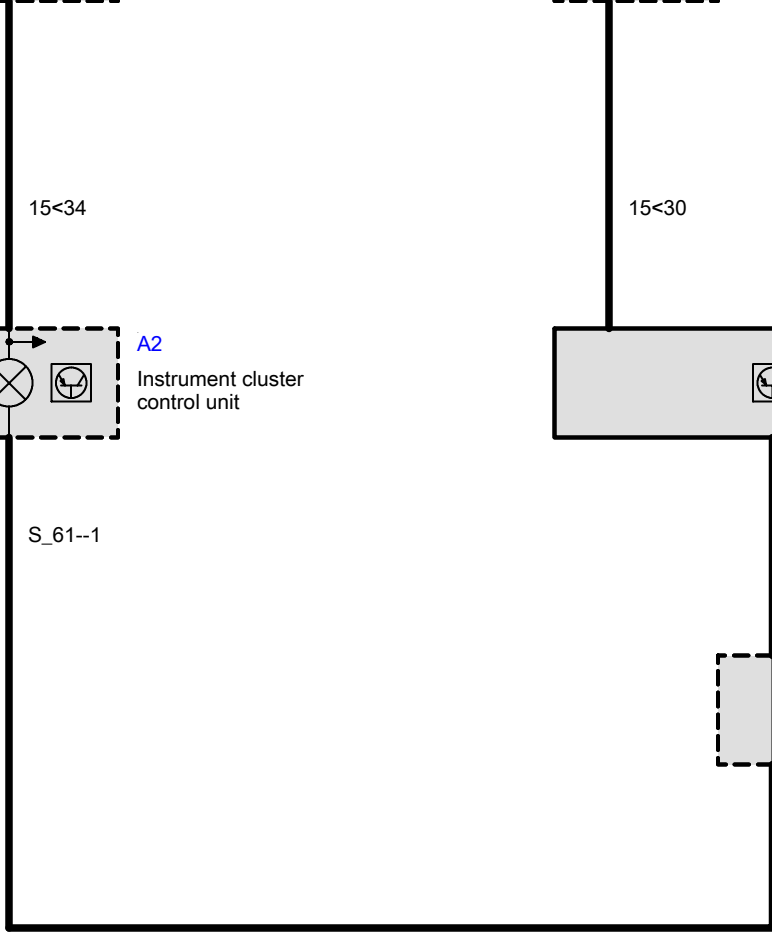 15<34
15<30
A2
Instrument cluster
control unit
S_61--1